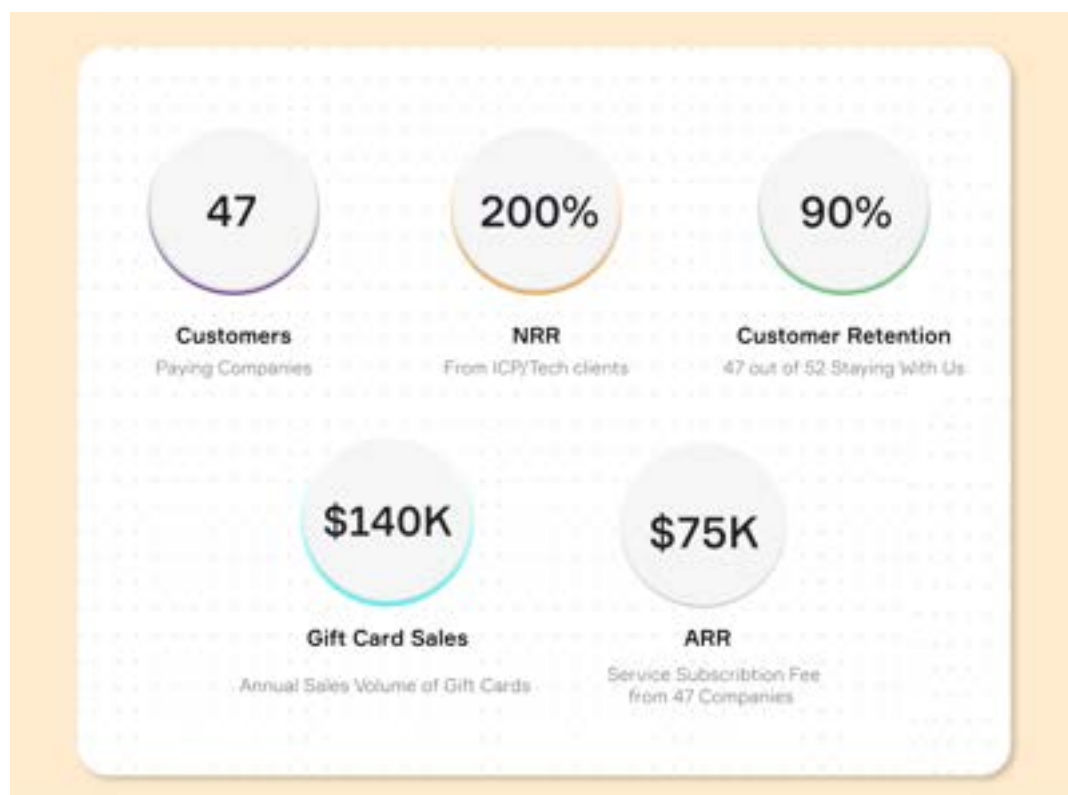 47
200%
90%
Customers
NRR
Customer Retention
Paying Companies
From ICP/Tech clients
47 out of 52 Staying With Us
$140K
$75K
Gift Card Sales
ARR
Annual Sales Volume of Gift Cards
Service Subscribtion Fee
from 47 Companies